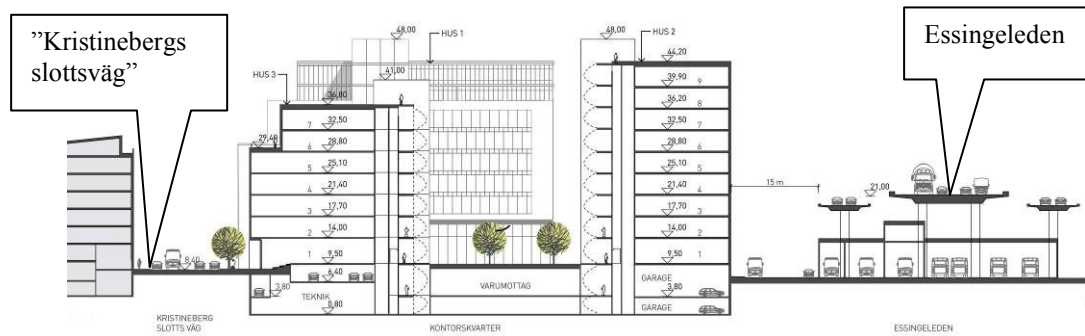 ”Kristinebergs
slottsväg”
Essingeleden
48,00
HUS 1
48,00
HUS 2
44,20
41,00
39,90
9
HUS 3
36,80
36,20
8
32,50
7
32,50
7
29,40
28,80
6
28,80
6
25,10
5
25,10
5
21,40
4
21,40
4
15 m
21,00
17,70
3
17,70
3
14,00
2
14,00
2
9,50
1
9,50
1
8,40
6,40
3,80
TEKNIK
0,80
VARUMOTTAG
GARAGE
3,80
GARAGE
KRISTINEBERG
SLOTTS VÄG
KONTORSKVARTER
ESSINGELEDEN